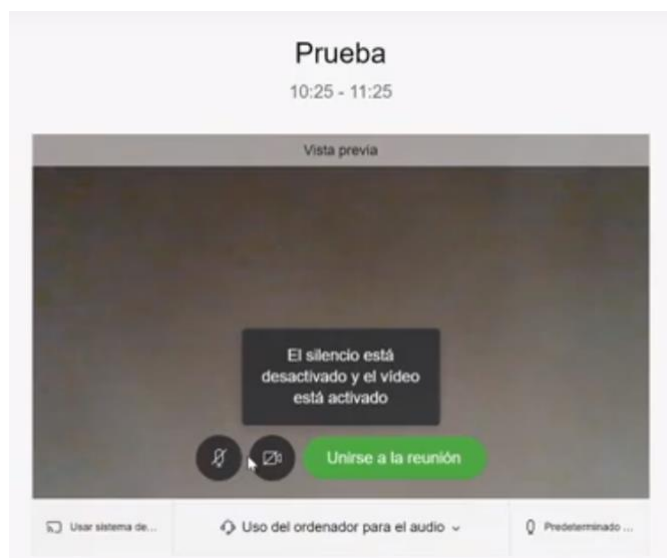 Prueba
10:25 - 11:25
Vista previa
El silencio está
desactivado y el vídeo
está activado
Unirse a la reunión
Usar sistema de...
Uso del ordenador para el audio
Predeterminado ...